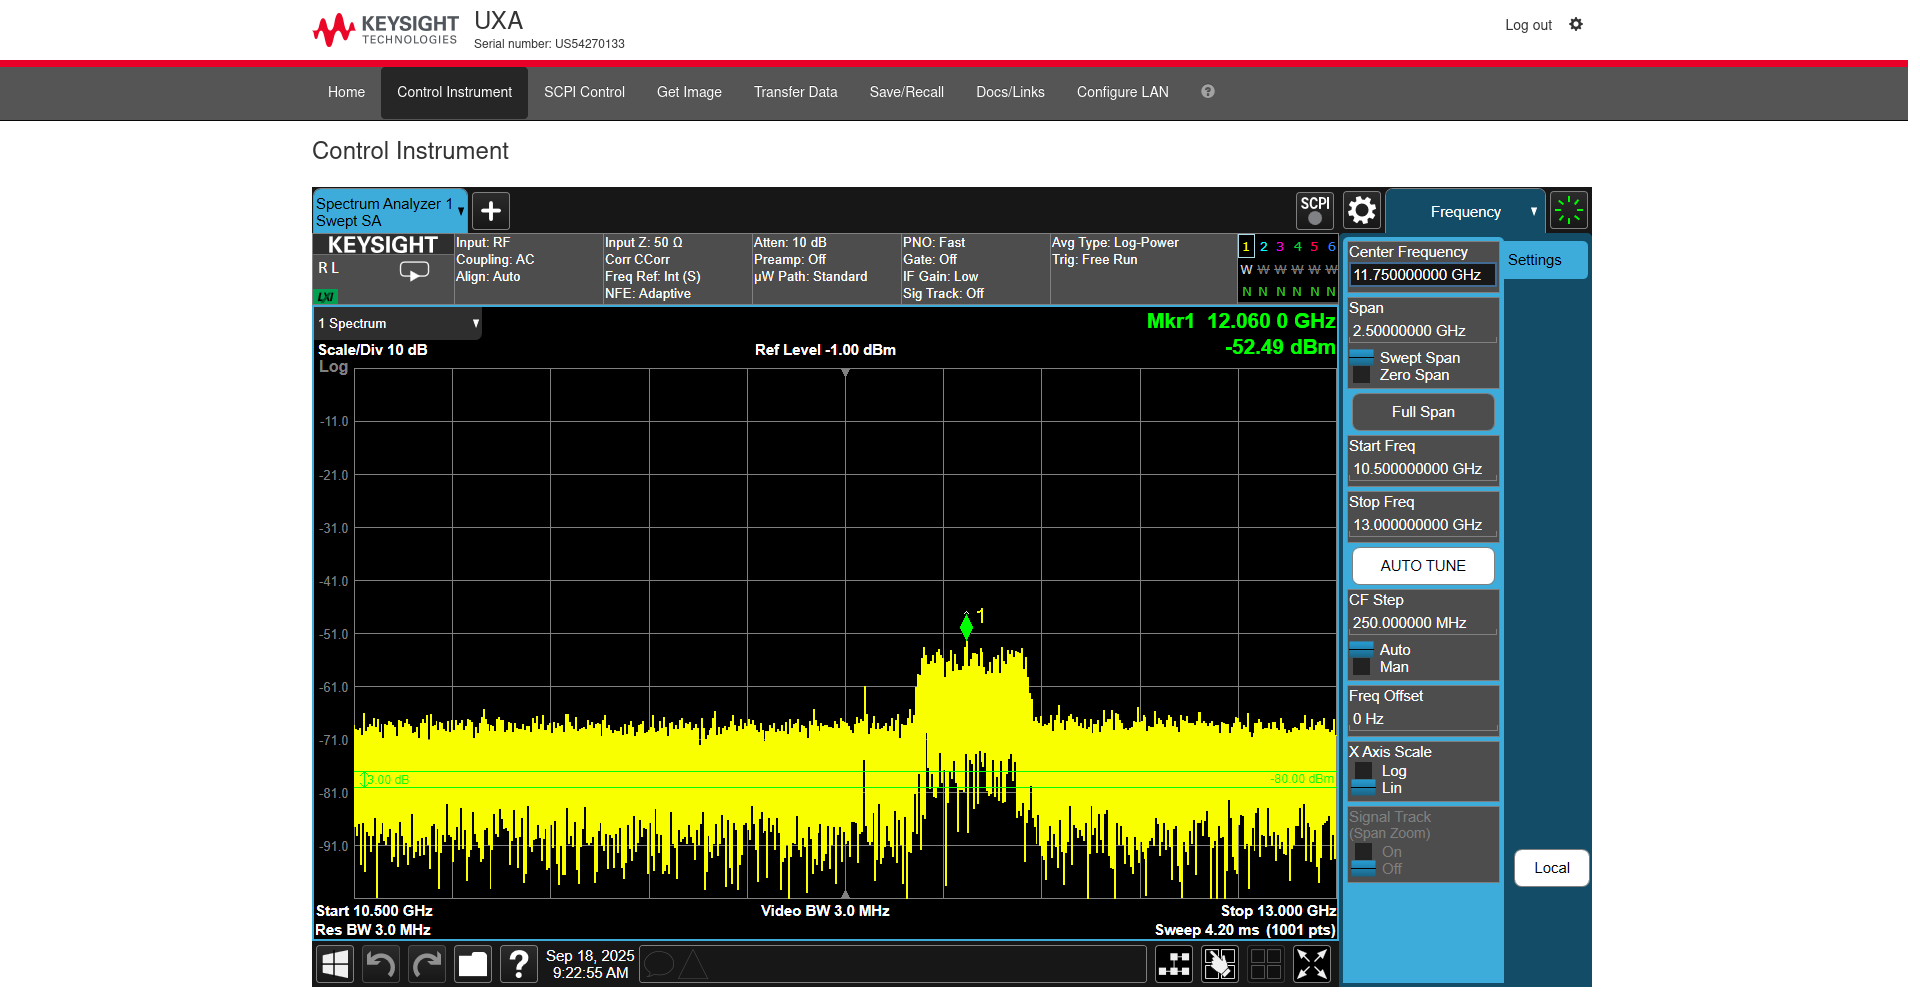 KEYSIGHT
TECHNOLOGIES
UXA
Serial number: US54270133
Log out
Home
Control Instrument
SCPI Control
Get Image
Transfer Data
Save/Recall
Docs/Links
Configure LAN
?
Control Instrument
Spectrum Analyzer 1
Swept SA
SCPI
Frequency
KEYSIGHT
R L
LXI
Input: RF
Coupling: AC
Align: Auto
Input Z: 50 Ω
Corr CCorr
Freq Ref: Int (S)
NFE: Adaptive
Atten: 10 dB
Preamp: Off
µW Path: Standard
PNO: Fast
Gate: Off
IF Gain: Low
Sig Track: Off
Avg Type: Log-Power
Trig: Free Run
1 2 3 4 5 6
W W W W W W
N N N N N N
1 Spectrum
Scale/Div 10 dB
Log
Ref Level -1.00 dBm
Mkr1 12.060 0 GHz
-52.49 dBm
-11.0
-21.0
-31.0
-41.0
-51.0
-61.0
-71.0
-81.0
-91.0
1
3.00 dB
-80.00 dBm
Start 10.500 GHz
Res BW 3.0 MHz
Video BW 3.0 MHz
Stop 13.000 GHz
Sweep 4.20 ms (1001 pts)
Center Frequency
11.750000000 GHz
Span
2.50000000 GHz
Swept Span
Zero Span
Full Span
Start Freq
10.500000000 GHz
Stop Freq
13.000000000 GHz
AUTO TUNE
CF Step
250.000000 MHz
Auto
Man
Freq Offset
0 Hz
X Axis Scale
Log
Lin
Signal Track
(Span Zoom)
On
Off
Settings
Local
?
Sep 18, 2025
9:22:55 AM